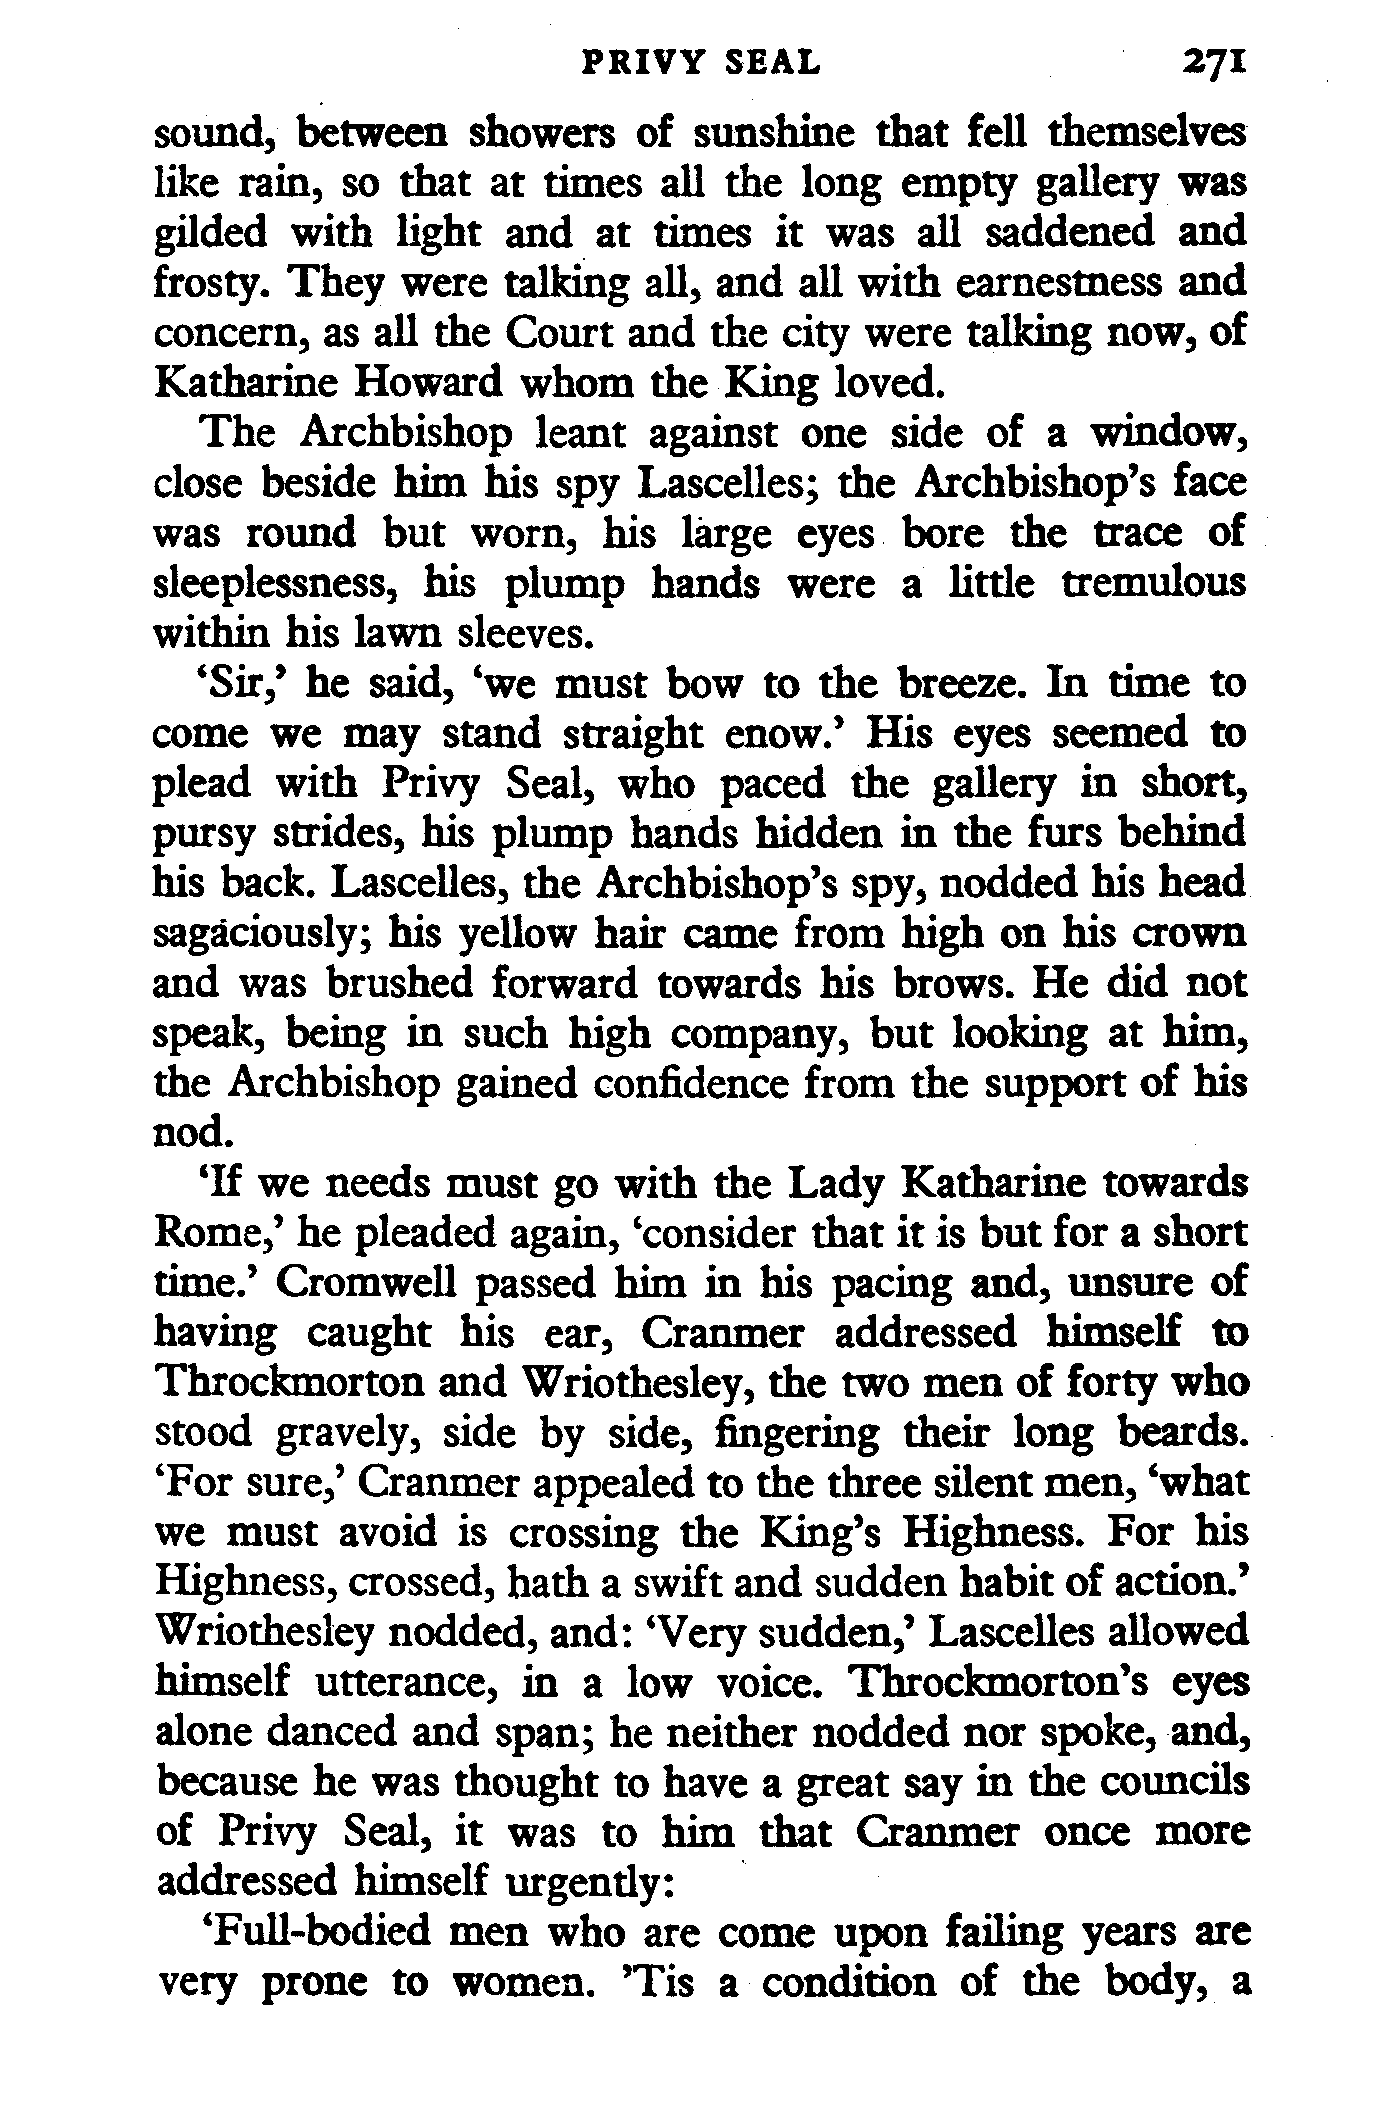 PRIVY SEAL 271
sound, between showers of sunshine that fell themselves
like rain, so that at times all the long empty gallery was
gilded with light and at times it was all saddened and
frosty. They were talking all, and all with earnestness and
concern, as all the Court and the city were talking now, of
Katharine Howard whom the King loved.
The Archbishop leant against one side of a window,
close beside him his spy Lascelles; the Archbishop’s face
was round but worn, his large eyes bore the trace of
sleeplessness, his plump hands were a little tremulous
within his lawn sleeves.
‘Sir,’ he said, ‘we must bow to the breeze. In time to
come we may stand straight enow.’ His eyes seemed to
plead with Privy Seal, who paced the gallery in short,
pursy strides, his plump hands hidden in the furs behind
his back. Lascelles, the Archbishop’s spy, nodded his head
sagaciously; his yellow hair came from high on his crown
and was brushed forward towards his brows. He did not
speak, being in such high company, but looking at him,
the Archbishop gained confidence from the support of his
nod.
‘If we needs must go with the Lady Katharine towards
Rome,’ he pleaded again, ‘consider that it is but for a short
time.’ Cromwell passed him in his pacing and, unsure of
having caught his ear, Cranmer addressed himself to
Throckmorton and Wriothesley, the two men of forty who
stood gravely, side by side, fingering their long beards.
‘For sure,’ Cranmer appealed to the three silent men, ‘what
we must avoid is crossing the King’s Highness. For his
Highness, crossed, hath a swift and sudden habit of action.’
Wriothesley nodded, and: ‘Very sudden,’ Lascelles allowed
himself utterance, in a low voice. Throckmorton’s eyes
alone danced and span; he neither nodded nor spoke, and,
because he was thought to have a great say in the councils
of Privy Seal, it was to him that Cranmer once more
addressed himself urgently:
‘Full-bodied men who are come upon failing years are
very prone to women. ’Tis a condition of the body, a